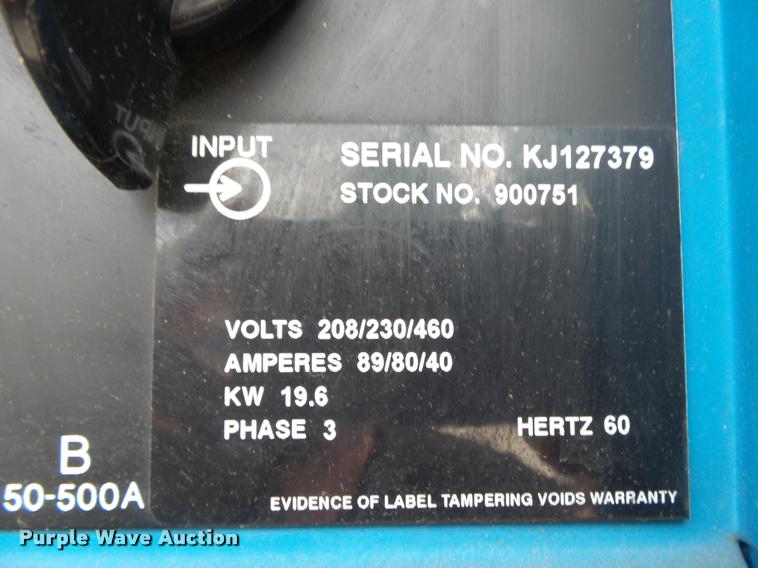 INPUT
SERIAL NO. KJ127379
STOCK NO. 900751
VOLTS 208/230/460
AMPERES 89/80/40
KW 19.6
PHASE 3 HERTZ 60
B
50-500A
EVIDENCE OF LABEL TAMPERING VOIDS WARRANTY
Purple Wave Auction